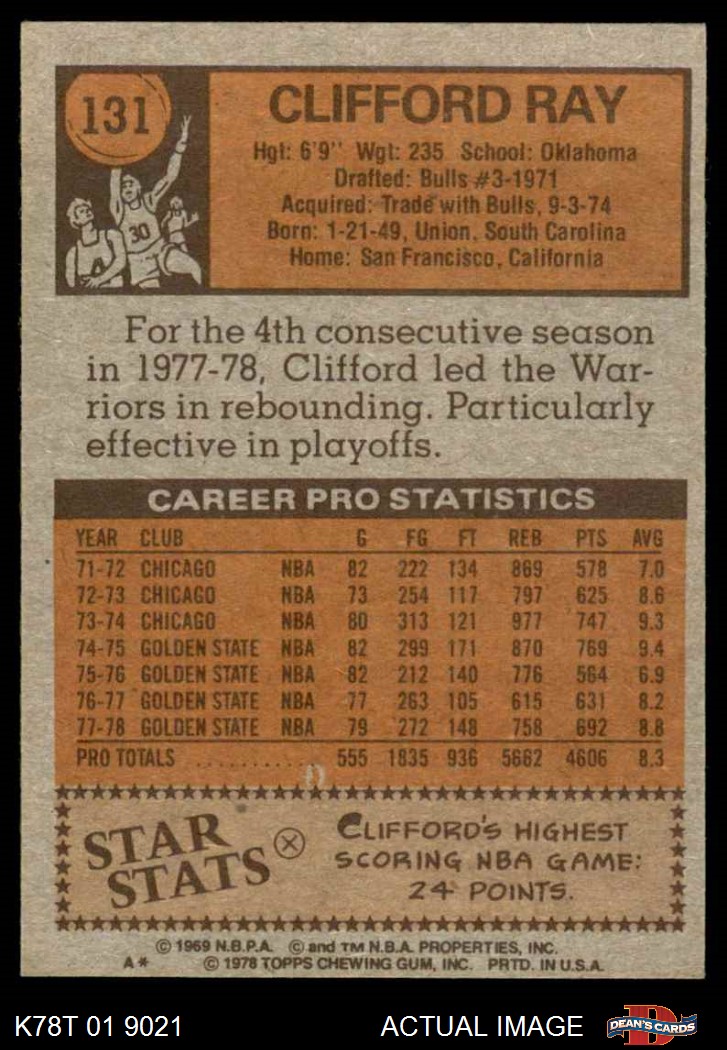 131
CLIFFORD RAY
Hgt: 6'9" Wgt: 235 School: Oklahoma
Drafted: Bulls #3-1971
Acquired: Trade with Bulls, 9-3-74
Born: 1-21-49, Union, South Carolina
Home: San Francisco, California
30
4
For the 4th consecutive season
in 1977-78, Clifford led the War-
riors in rebounding. Particularly
effective in playoffs.
CAREER PRO STATISTICS
YEAR CLUB G FG FT REB PTS AVG
71-72 CHICAGO NBA 82 222 134 869 578 7.0
72-73 CHICAGO NBA 73 254 117 797 625 8.6
73-74 CHICAGO NBA 80 313 121 977 747 9.3
74-75 GOLDEN STATE NBA 82 299 171 870 769 9.4
75-76 GOLDEN STATE NBA 82 212 140 776 564 6.9
76-77 GOLDEN STATE NBA 77 263 105 615 631 8.2
77-78 GOLDEN STATE NBA 79 272 148 758 692 8.8
PRO TOTALS .......... 555 1835 936 5662 4606 8.3
STAR
STATS
CLIFFORD'S HIGHEST
SCORING NBA GAME:
24 POINTS.
© 1969 N.B.P.A. © and TM N.B.A. PROPERTIES, INC.
A* © 1978 TOPPS CHEWING GUM, INC. PRTD. IN U.S.A.
K78T 01 9021 ACTUAL IMAGE
D
DEAN'S CARDS